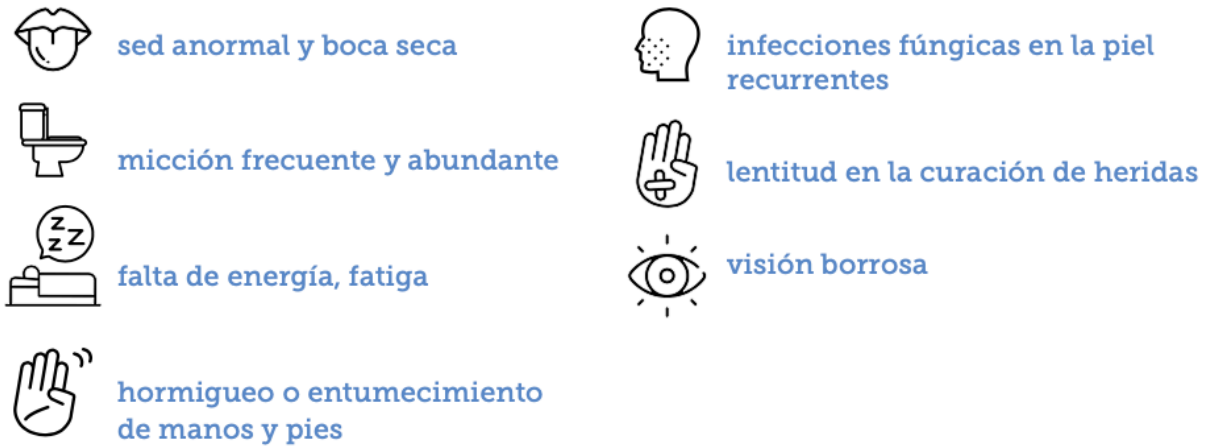 sed anormal y boca seca
micción frecuente y abundante
z z z
falta de energía, fatiga
hormigueo o entumecimiento
de manos y pies
infecciones fúngicas en la piel
recurrentes
lentitud en la curación de heridas
visión borrosa